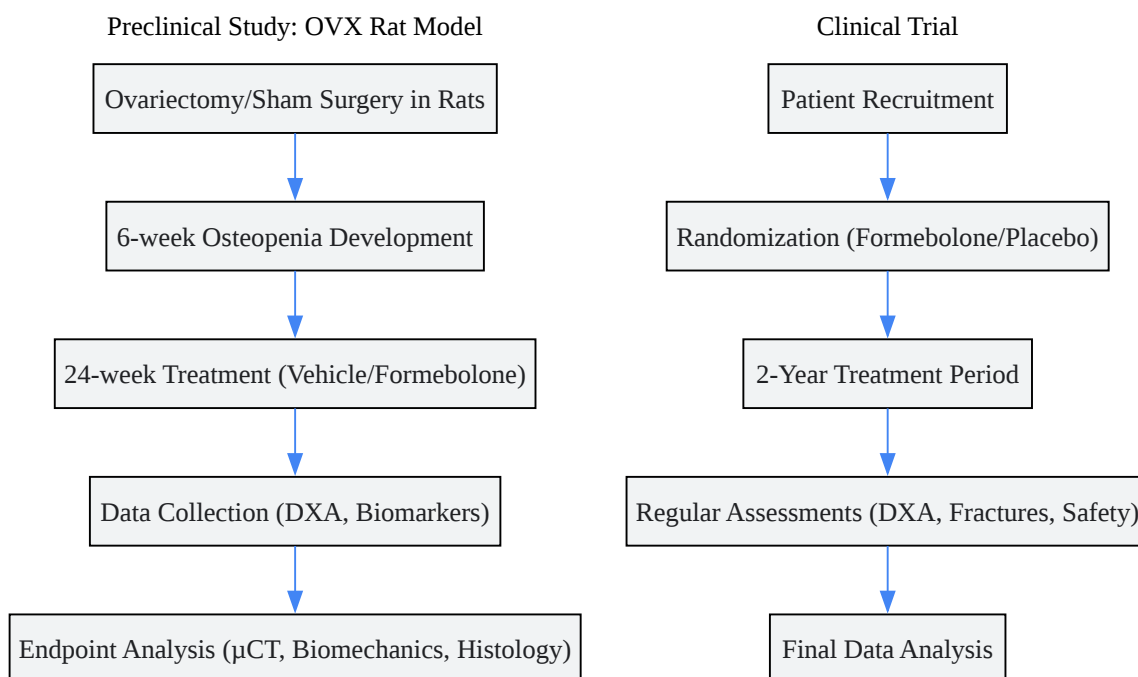 Preclinical Study: OVX Rat Model
Ovariectomy/Sham Surgery in Rats
6-week Osteopenia Development
24-week Treatment (Vehicle/Formebolone)
Data Collection (DXA, Biomarkers)
Endpoint Analysis (µCT, Biomechanics, Histology)
Clinical Trial
Patient Recruitment
Randomization (Formebolone/Placebo)
2-Year Treatment Period
Regular Assessments (DXA, Fractures, Safety)
Final Data Analysis